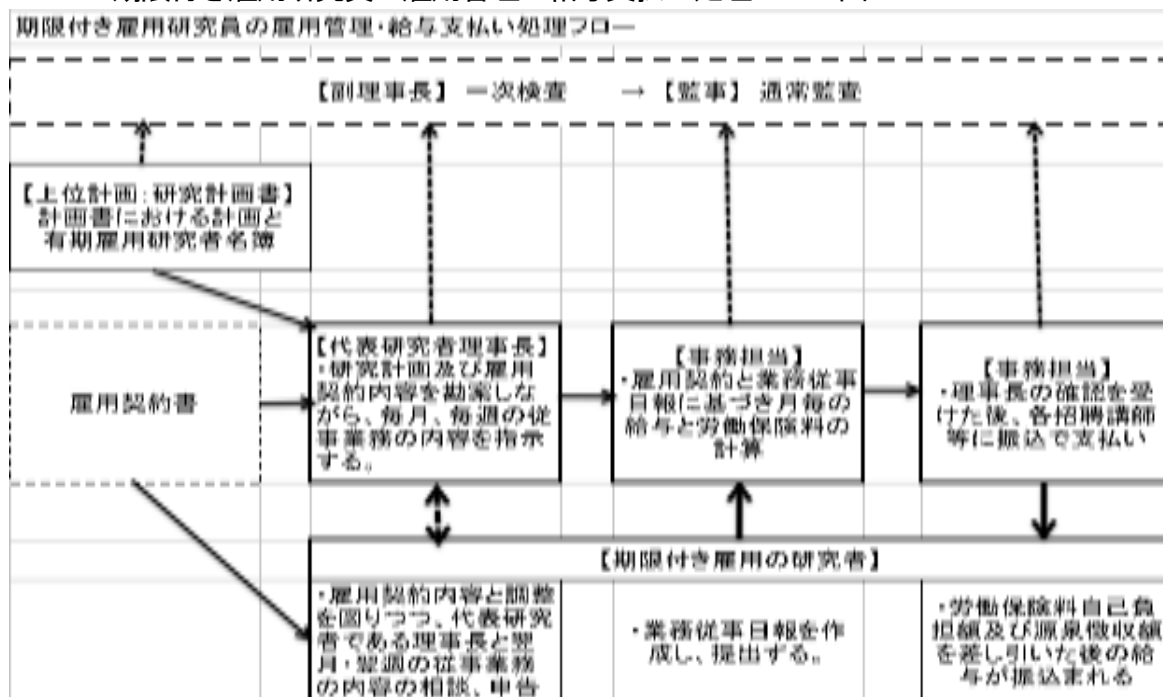 期限付き雇用研究員の雇用管理・給与支払い処理フロー
【副理事長】 一次検査 → 【監事】 通常監査
【上位計画:研究計画書】
計画書における計画と
有期雇用研究者名簿
雇用契約書
【代表研究者理事長】
・研究計画及び雇用
契約内容を勘案しな
がら、毎月、毎週の従
事業務の内容を指示
する。
【事務担当】
・雇用契約と業務従事
日報に基づき月毎の
給与と労働保険料の
計算
【事務担当】
・理事長の確認を受
けた後、各招聘講師
等に振込で支払い
【期限付き雇用の研究者】
・雇用契約内容と調整
を図りつつ、代表研究
者である理事長と翌
月・翌週の従事業務
の内容の相談、申告
・業務従事日報を作
成し、提出する。
・労働保険料自己負
担額及び源泉徴収額
を差し引いた後の給
与が振込まれる